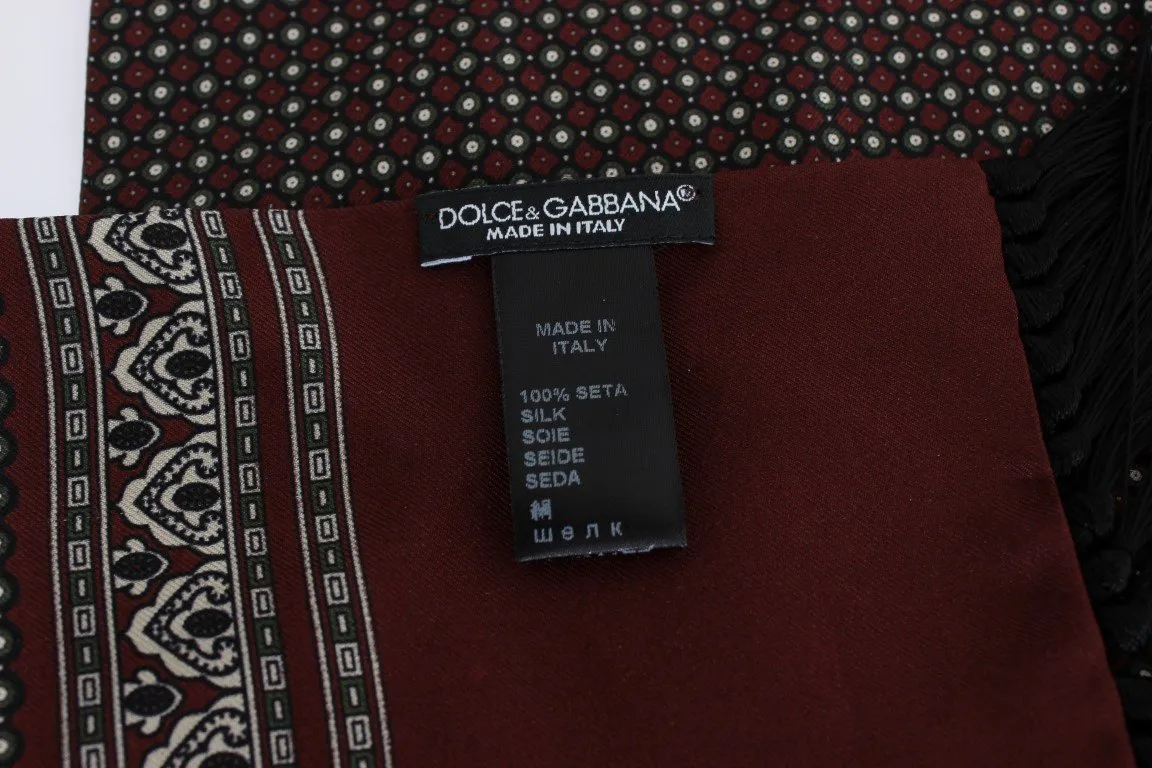 DOLCE&GABBANA®
MADE IN ITALY
MADE IN
ITALY
100% SETA
SILK
SOIE
SEIDE
SEDA
絹
шелк